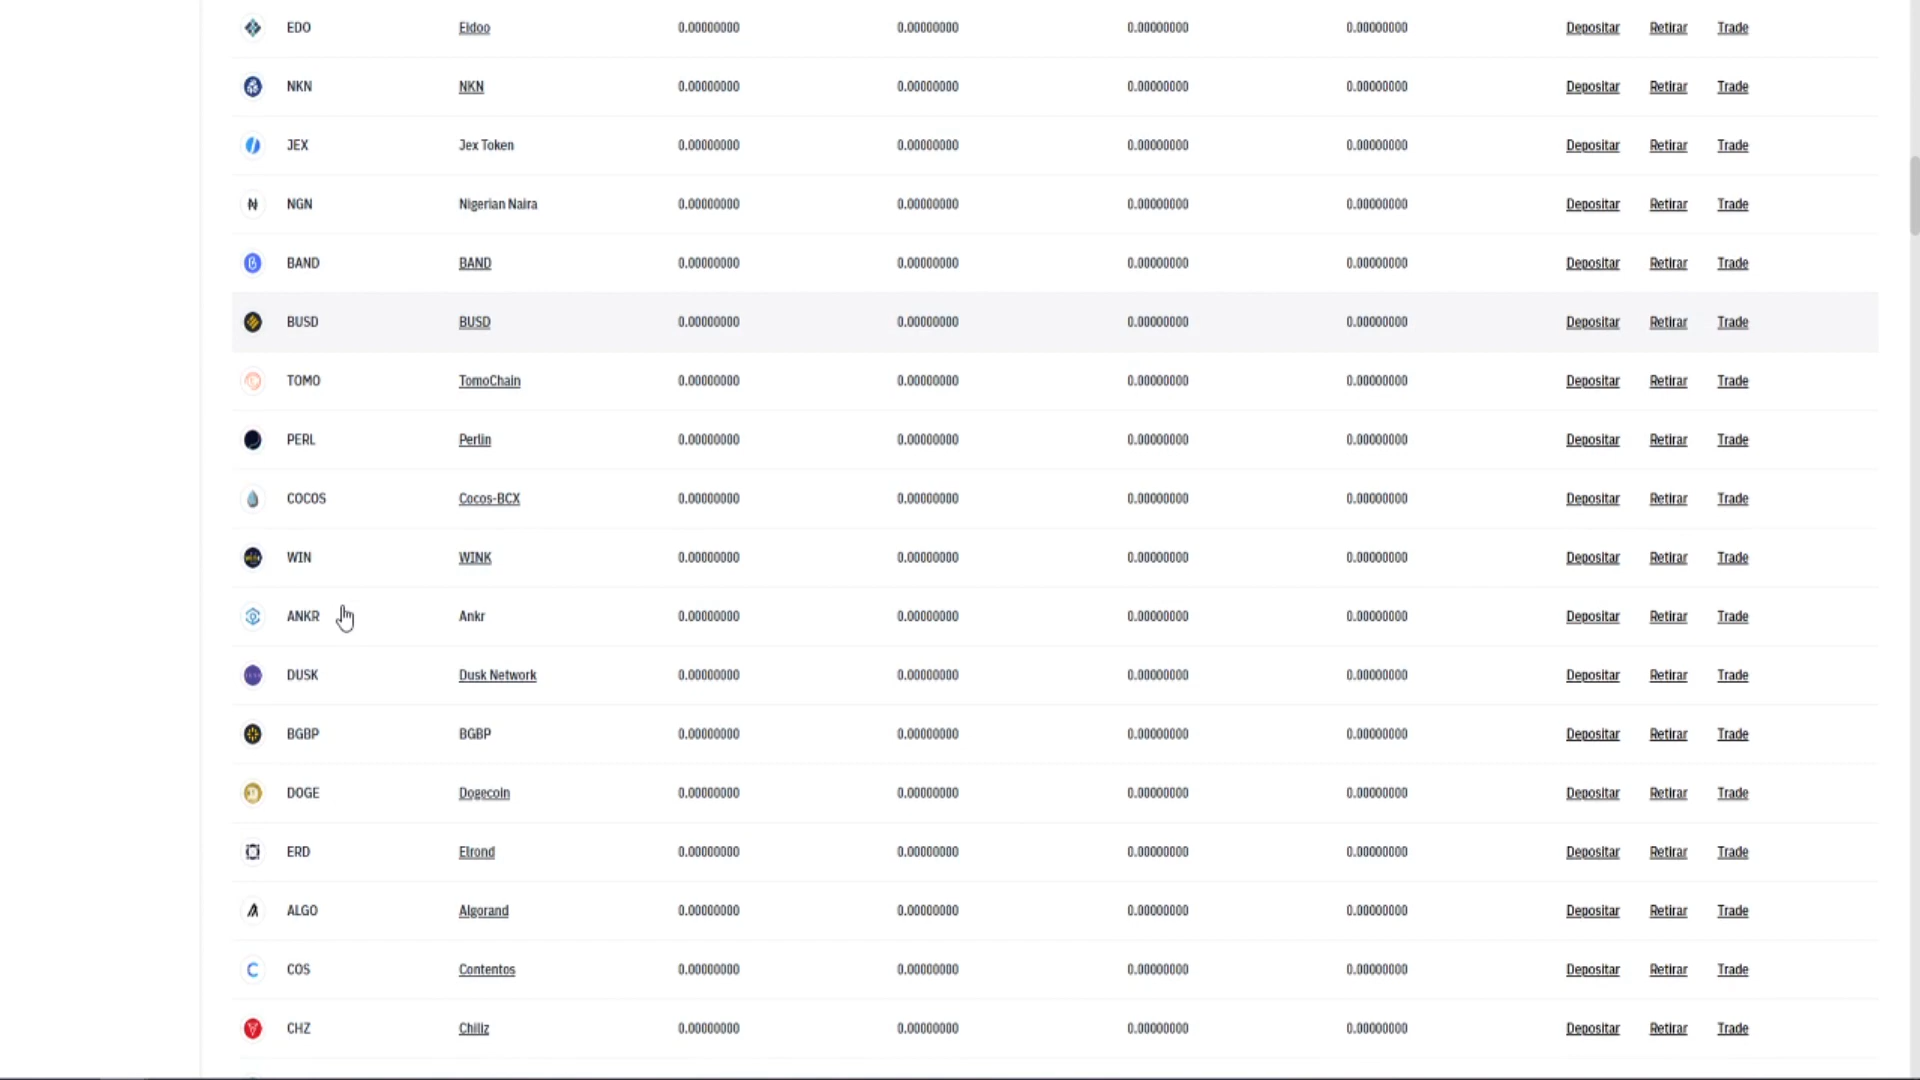 EDO Eidoo 0.00000000 0.00000000 0.00000000 0.00000000 Depositar Retirar Trade
NKN NKN 0.00000000 0.00000000 0.00000000 0.00000000 Depositar Retirar Trade
JEX Jex Token 0.00000000 0.00000000 0.00000000 0.00000000 Depositar Retirar Trade
NGN Nigerian Naira 0.00000000 0.00000000 0.00000000 0.00000000 Depositar Retirar Trade
BAND BAND 0.00000000 0.00000000 0.00000000 0.00000000 Depositar Retirar Trade
BUSD BUSD 0.00000000 0.00000000 0.00000000 0.00000000 Depositar Retirar Trade
TOMO TomoChain 0.00000000 0.00000000 0.00000000 0.00000000 Depositar Retirar Trade
PERL Perlin 0.00000000 0.00000000 0.00000000 0.00000000 Depositar Retirar Trade
COCOS Cocos-BCX 0.00000000 0.00000000 0.00000000 0.00000000 Depositar Retirar Trade
WIN WINK 0.00000000 0.00000000 0.00000000 0.00000000 Depositar Retirar Trade
ANKR Ankr 0.00000000 0.00000000 0.00000000 0.00000000 Depositar Retirar Trade
DUSK Dusk Network 0.00000000 0.00000000 0.00000000 0.00000000 Depositar Retirar Trade
BGBP BGBP 0.00000000 0.00000000 0.00000000 0.00000000 Depositar Retirar Trade
DOGE Dogecoin 0.00000000 0.00000000 0.00000000 0.00000000 Depositar Retirar Trade
ERD Elrond 0.00000000 0.00000000 0.00000000 0.00000000 Depositar Retirar Trade
ALGO Algorand 0.00000000 0.00000000 0.00000000 0.00000000 Depositar Retirar Trade
COS Contentos 0.00000000 0.00000000 0.00000000 0.00000000 Depositar Retirar Trade
CHZ Chiliz 0.00000000 0.00000000 0.00000000 0.00000000 Depositar Retirar Trade